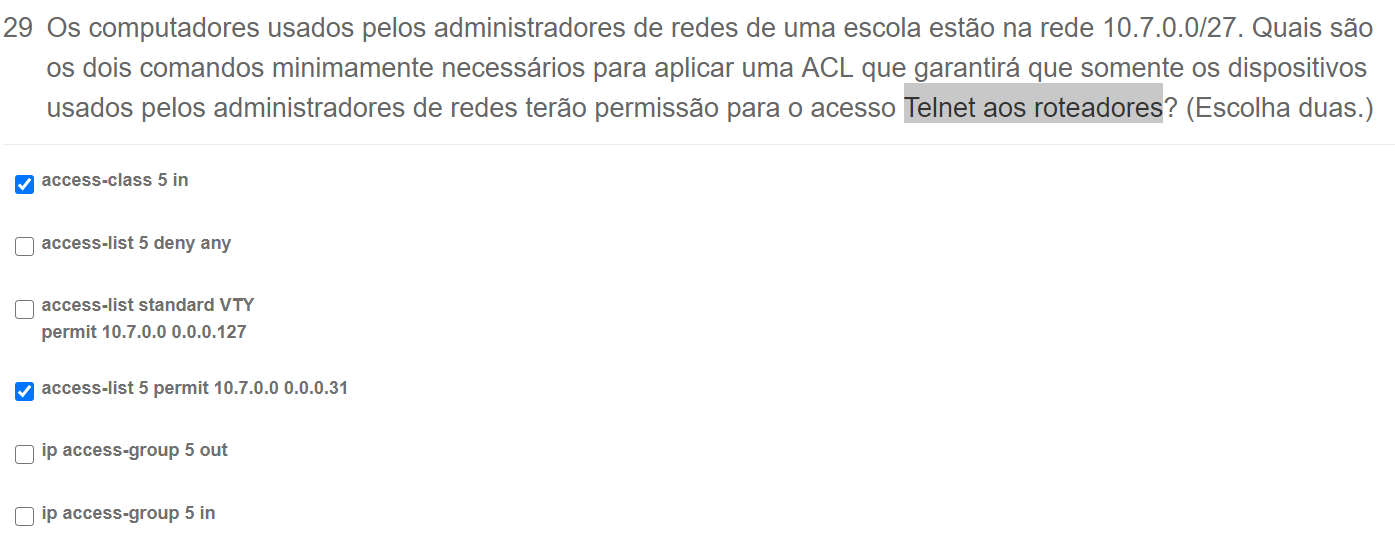 29 Os computadores usados pelos administradores de redes de uma escola estão na rede 10.7.0.0/27. Quais são
os dois comandos minimamente necessários para aplicar uma ACL que garantirá que somente os dispositivos
usados pelos administradores de redes terão permissão para o acesso Telnet aos roteadores? (Escolha duas.)
access-class 5 in
access-list 5 deny any
access-list standard VTY
permit 10.7.0.0 0.0.0.127
access-list 5 permit 10.7.0.0 0.0.0.31
ip access-group 5 out
ip access-group 5 in